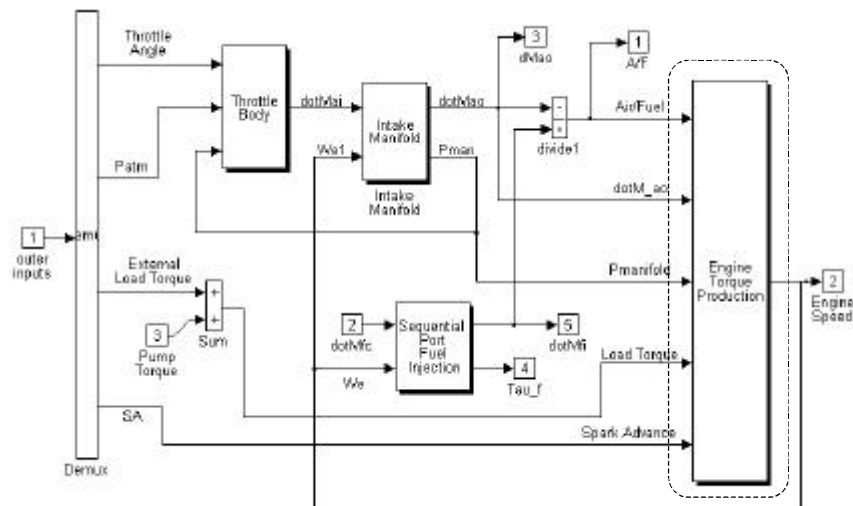 Demux
Throttle
Angle
Patm
External
Load Torque
SA
1
outer
inputs
3
Pump
Torque
+
+
Sum
Throttle
Body
dotMai
We1
Intake
Manifold
Intake
Manifold
dotMao
Pman
3
dMao
divide1
1
A/F
2
dotMfc
We
Sequential
Port
Fuel
Injection
5
dotMfi
4
Tau_f
Air/Fuel
dotM_ao
Pmanifold
Load Torque
Spark Advance
Engine
Torque
Production
2
Engine
Speed
Demux